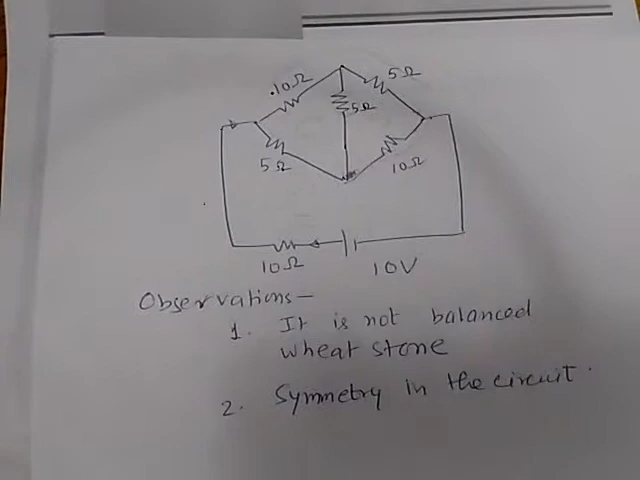 .10Ω
5Ω
5Ω
5Ω
10Ω
10Ω
10V
Observations —
1. It is not balanced
wheat stone
2. Symmetry in the circuit.